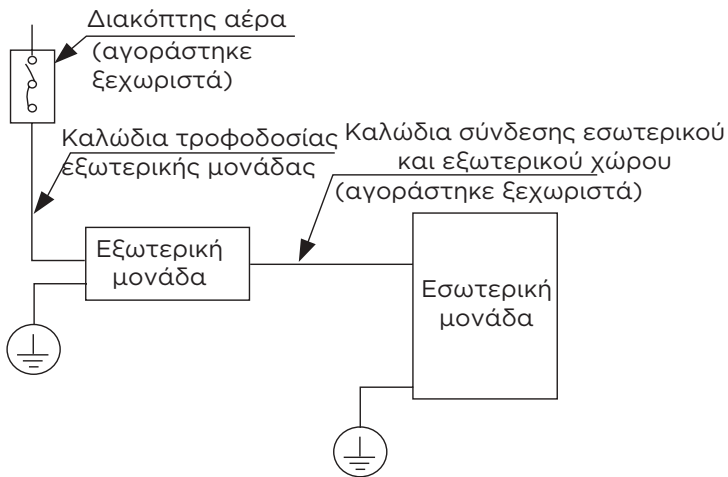 Διακόπτης αέρα
(αγοράστηκε
ξεχωριστά)
Καλώδια τροφοδοσίας
εξωτερικής μονάδας
Καλώδια σύνδεσης εσωτερικού
και εξωτερικού χώρου
(αγοράστηκε ξεχωριστά)
Εξωτερική
μονάδα
Εσωτερική
μονάδα